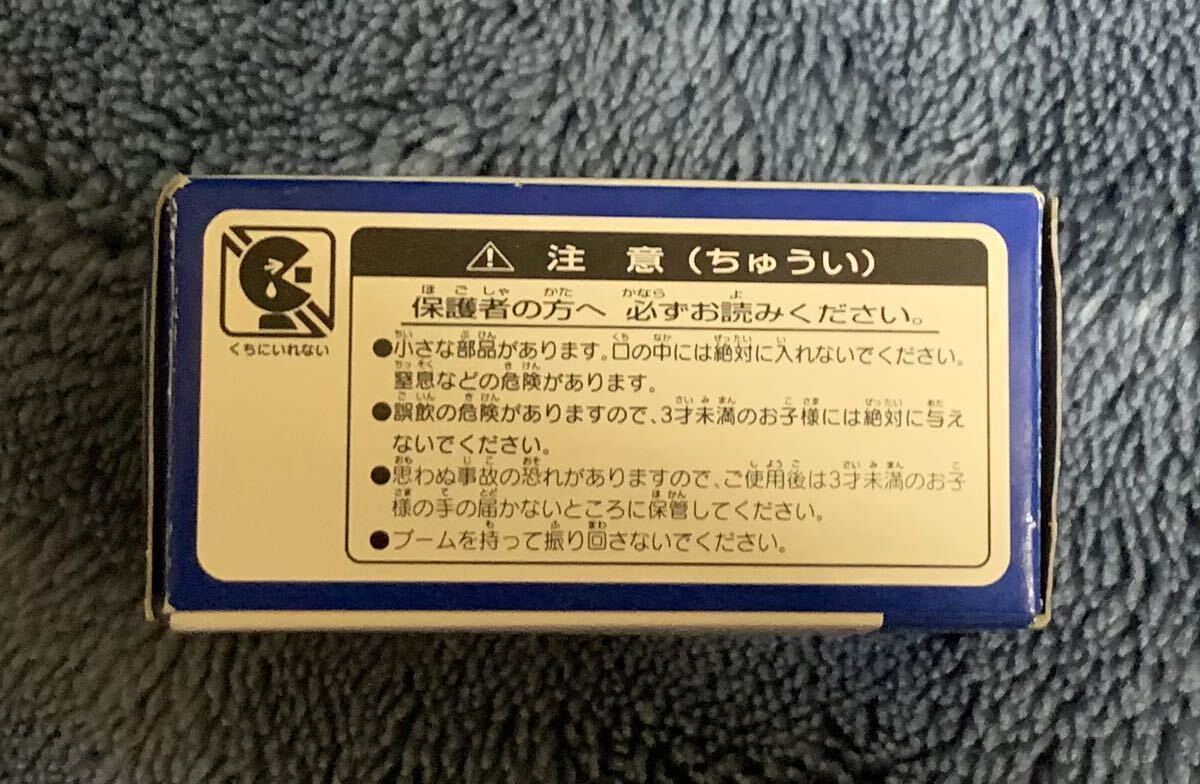 ⚠ 注 意 (ちゅうい)
ほ ご しゃ かた かなら よ
保護者の方へ 必ずお読みください。
くちにいれない
ちい ぶ ひん くち なか ぜったい い
●小さな部品があります。口の中には絶対に入れないでください。
ちっ そく き けん
窒息などの危険があります。
ご いん き けん さい み まん こ さま ぜったい あた
●誤飲の危険がありますので、3才未満のお子様には絶対に与え
ないでください。
おも じ こ おそ し よう ご さい み まん こ
●思わぬ事故の恐れがありますので、ご使用後は3才未満のお子
さま て とど ほ かん
様の手の届かないところに保管してください。
も ふ まわ
●ブームを持って振り回さないでください。